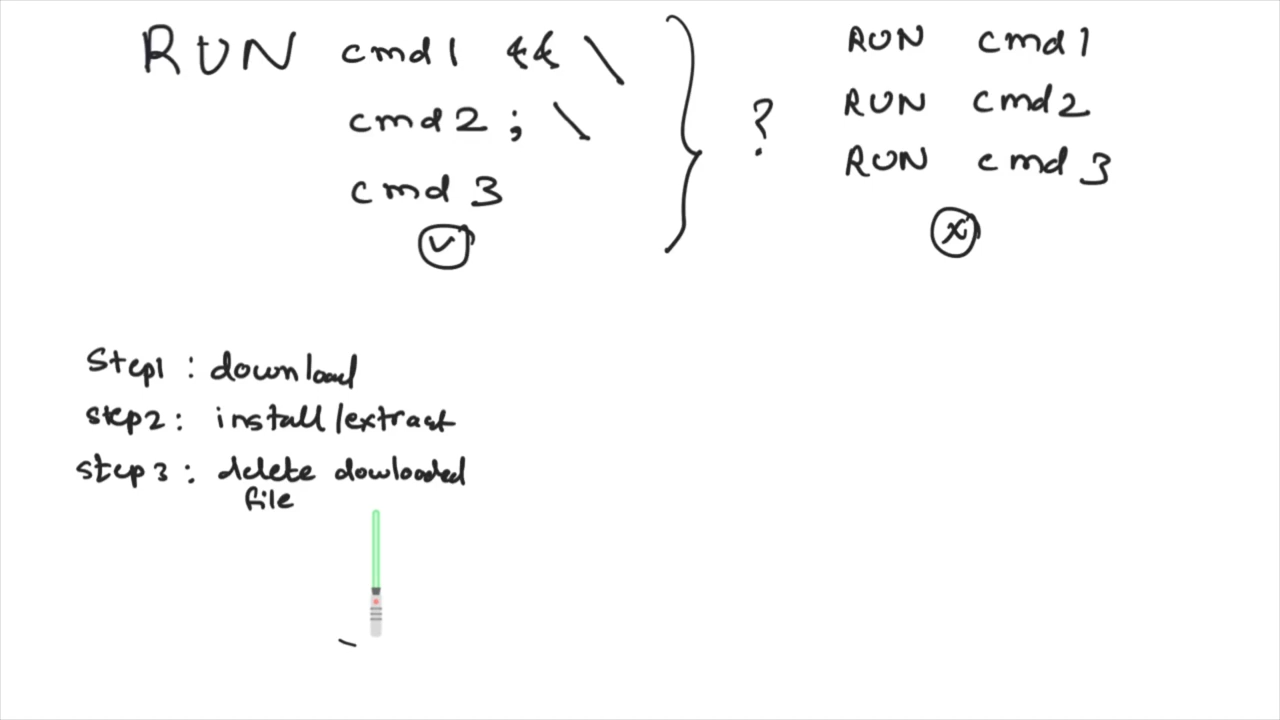 RUN cmd1 && \
cmd2 ; \
cmd3
?
RUN cmd1
RUN cmd2
RUN cmd3
x
Step1 : download
step2 : install/extract
step3 : delete dowloaded
file